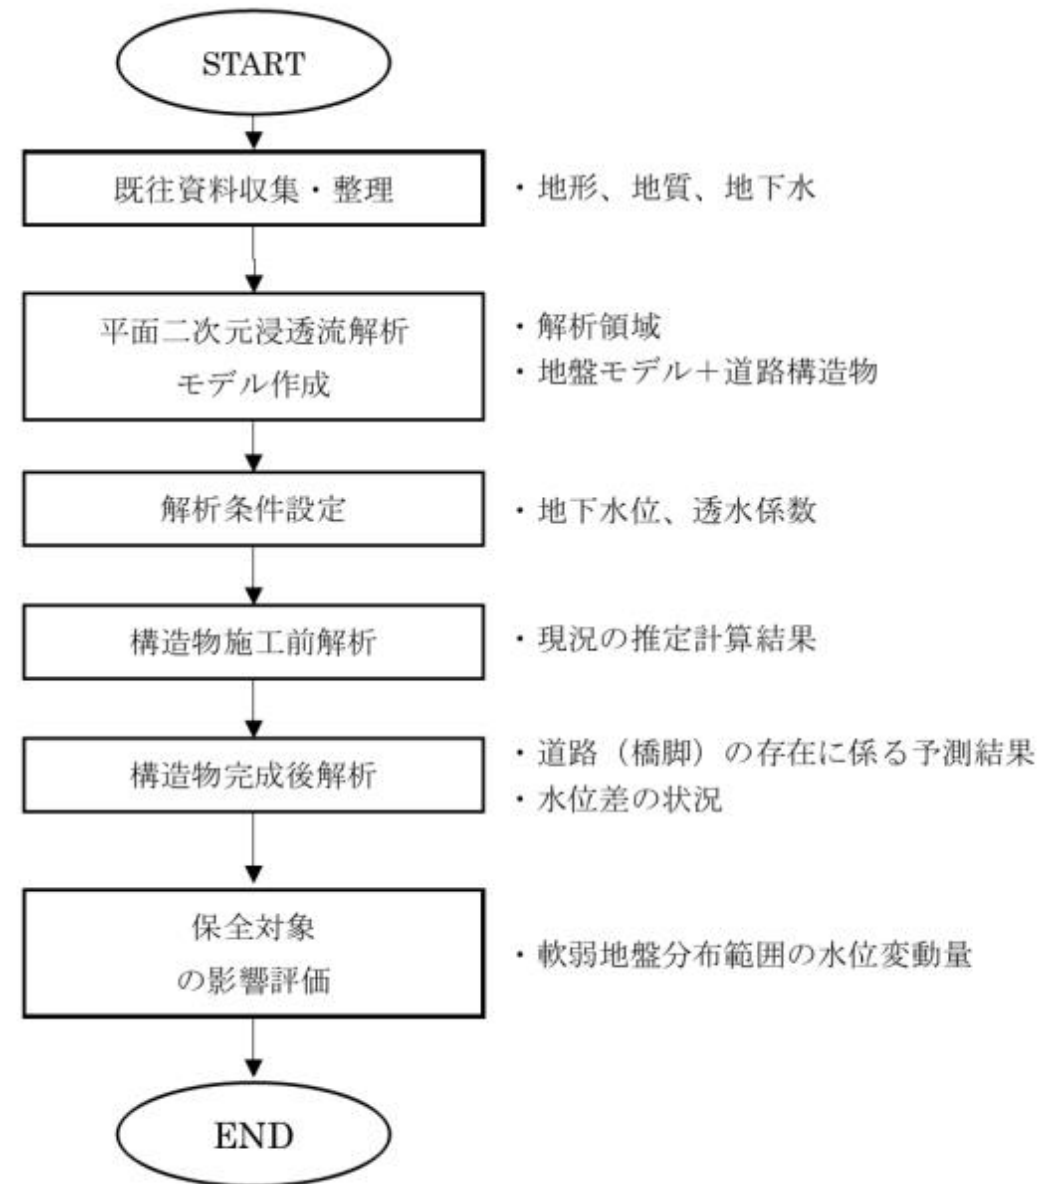 START
既往資料収集・整理
・地形、地質、地下水
平面二次元浸透流解析
モデル作成
・解析領域
・地盤モデル＋道路構造物
解析条件設定
・地下水位、透水係数
構造物施工前解析
・現況の推定計算結果
構造物完成後解析
・道路（橋脚）の存在に係る予測結果
・水位差の状況
保全対象
の影響評価
・軟弱地盤分布範囲の水位変動量
END